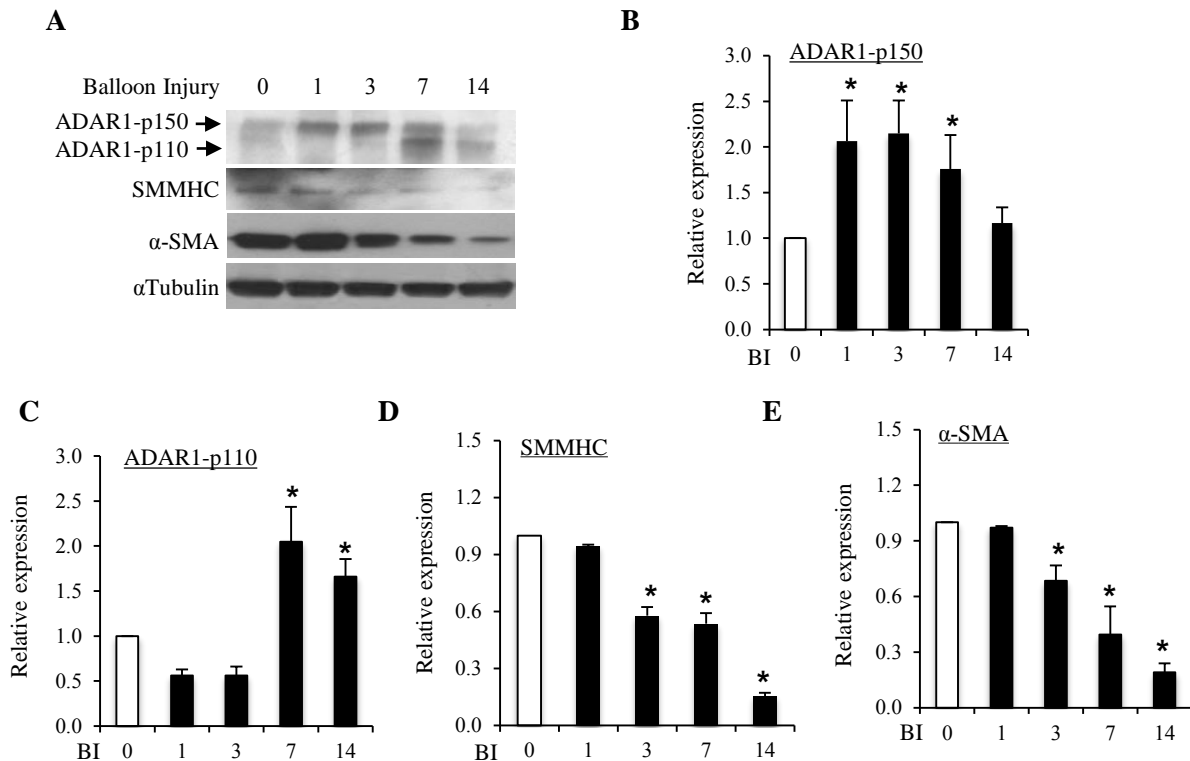 A
Balloon Injury 0 1 3 7 14
ADAR1-p150
ADAR1-p110
SMMHC
α-SMA
αTubulin
B
ADAR1-p150
Relative expression
3.0
2.5
2.0
1.5
1.0
0.5
0.0
* * *
BI 0 1 3 7 14
C
ADAR1-p110
Relative expression
3.0
2.5
2.0
1.5
1.0
0.5
0.0
* *
BI 0 1 3 7 14
D
SMMHC
Relative expression
1.5
1.2
0.9
0.6
0.3
0.0
* * *
BI 0 1 3 7 14
E
α-SMA
Relative expression
1.5
1.2
0.9
0.6
0.3
0.0
* * *
BI 0 1 3 7 14